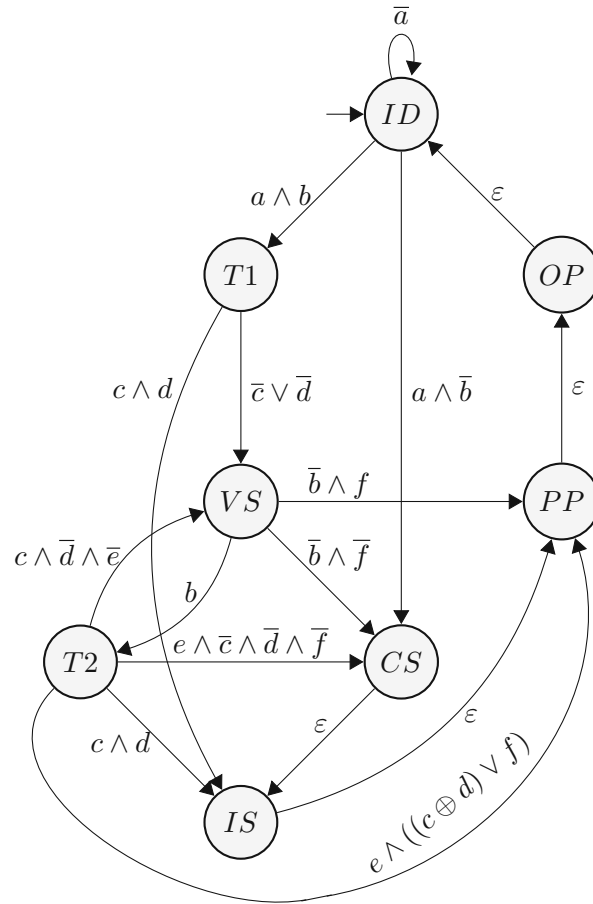 a̅
ID
a ∧ b
ε
T1
OP
c ∧ d
c̅ ∨ d̅
a ∧ b̅
ε
VS
b̅ ∧ f
PP
c ∧ d̅ ∧ e̅
b̅ ∧ f̅
b
T2
e ∧ c̅ ∧ d̅ ∧ f̅
CS
c ∧ d
ε
ε
IS
e ∧ ((c ⊕ d) ∨ f)